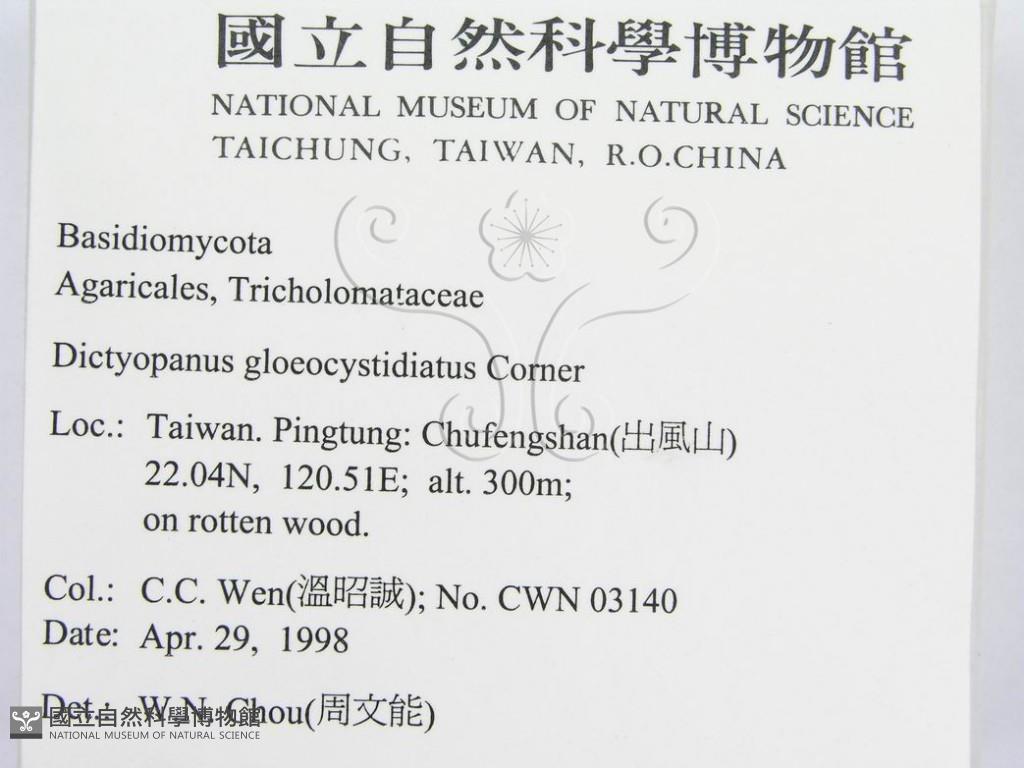 國立自然科學博物館
NATIONAL MUSEUM OF NATURAL SCIENCE
TAICHUNG, TAIWAN, R.O.CHINA
Basidiomycota
Agaricales, Tricholomataceae
Dictyopanus gloeocystidiatus Corner
Loc.: Taiwan. Pingtung: Chufengshan(出風山)
22.04N, 120.51E; alt. 300m;
on rotten wood.
Col.: C.C. Wen(溫昭誠); No. CWN 03140
Date: Apr. 29, 1998
Det.: W.N. Chou(周文能)
國立自然科學博物館
NATIONAL MUSEUM OF NATURAL SCIENCE